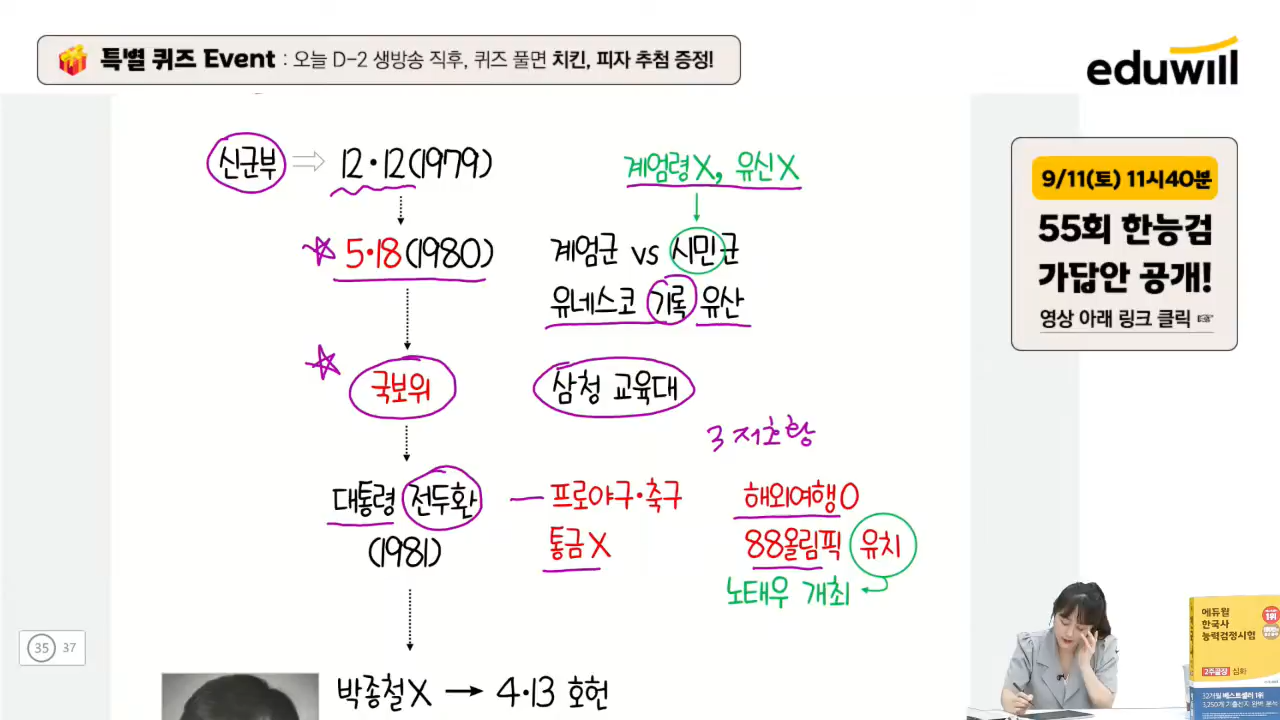 특별 퀴즈 Event : 오늘 D-2 생방송 직후, 퀴즈 풀면 치킨, 피자 추첨 증정!
eduwill
신군부 ⇨ 12·12(1979)
계엄령X, 유신X
5·18(1980)
계엄군 vs 시민군
유네스코 기록 유산
국보위
삼청 교육대
3저호황
대통령 전두환 — 프로야구·축구
해외여행O
(1981)
통금X
88올림픽 유치
노태우 개최
박종철X → 4·13 호헌
35 37
9/11(토) 11시40분
55회 한능검
가답안 공개!
영상 아래 링크 클릭
에듀윌
한국사
능력검정시험
2주끝장 심화